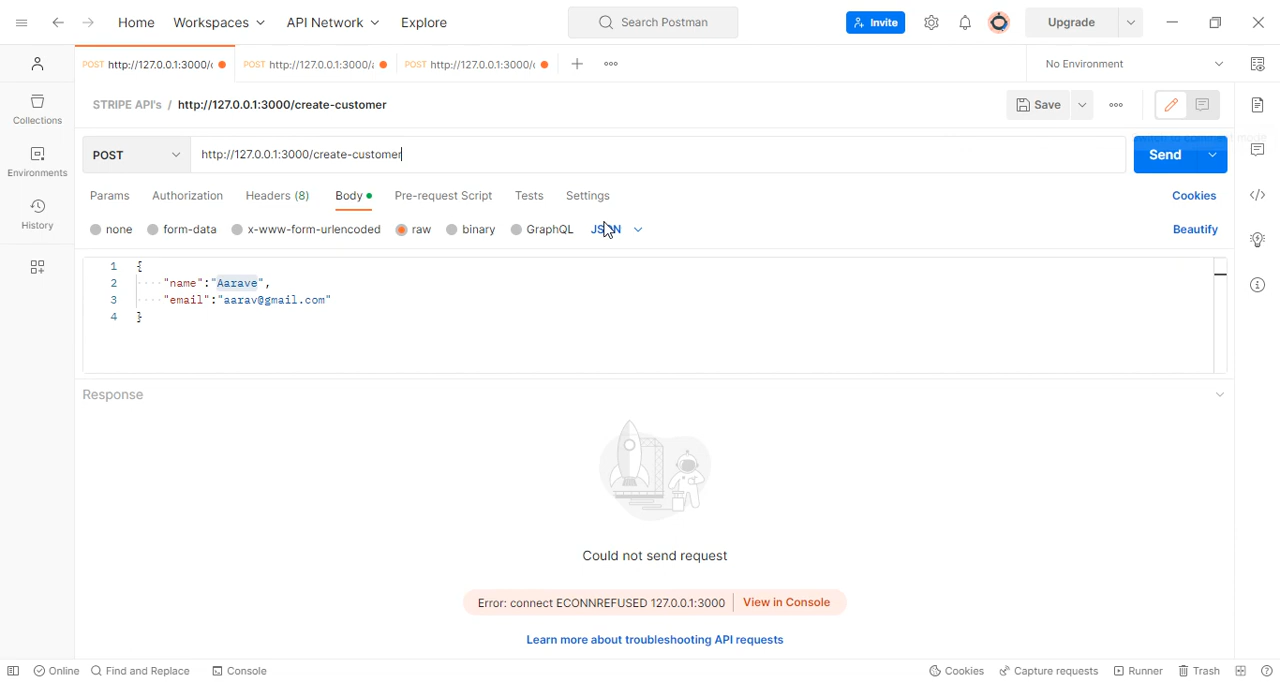 Home Workspaces API Network Explore Search Postman Invite Upgrade
POST http://127.0.0.1:3000/c POST http://127.0.0.1:3000/a POST http://127.0.0.1:3000/c No Environment
STRIPE API's / http://127.0.0.1:3000/create-customer Save
Collections
POST http://127.0.0.1:3000/create-customer Send
Environments
Params Authorization Headers (8) Body Pre-request Script Tests Settings Cookies
History
none form-data x-www-form-urlencoded raw binary GraphQL JSON Beautify
1 {
2 "name":"Aarave",
3 "email":"aarav@gmail.com"
4 }
Response
Could not send request
Error: connect ECONNREFUSED 127.0.0.1:3000 View in Console
Learn more about troubleshooting API requests
Online Find and Replace Console Cookies Capture requests Runner Trash